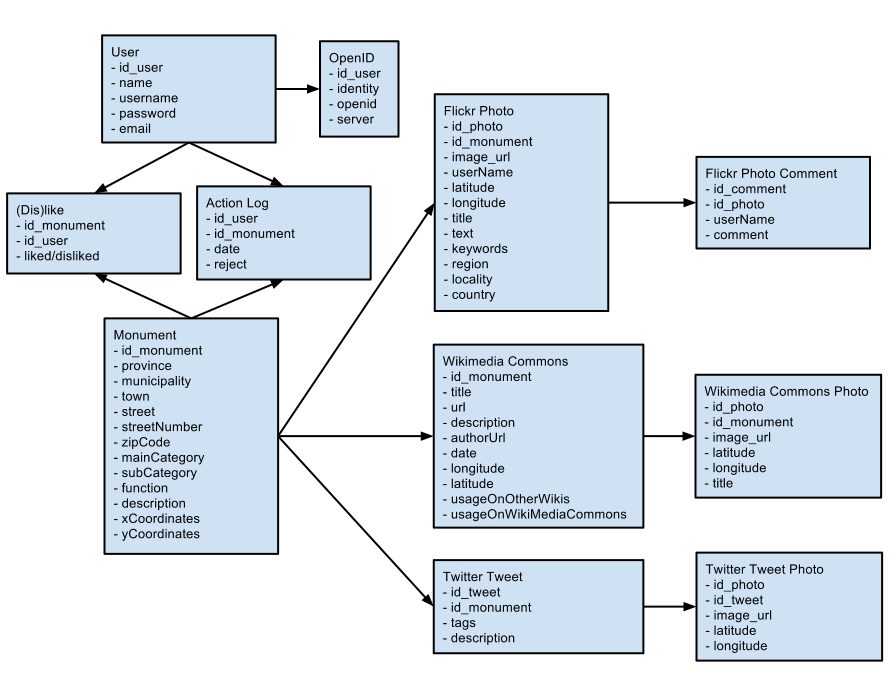 User
- id_user
- name
- username
- password
- email
OpenID
- id_user
- identity
- openid
- server
(Dis)like
- id_monument
- id_user
- liked/disliked
Action Log
- id_user
- id_monument
- date
- reject
Monument
- id_monument
- province
- municipality
- town
- street
- streetNumber
- zipCode
- mainCategory
- subCategory
- function
- description
- xCoordinates
- yCoordinates
Flickr Photo
- id_photo
- id_monument
- image_url
- userName
- latitude
- longitude
- title
- text
- keywords
- region
- locality
- country
Flickr Photo Comment
- id_comment
- id_photo
- userName
- comment
Wikimedia Commons
- id_monument
- title
- url
- description
- authorUrl
- date
- longitude
- latitude
- usageOnOtherWikis
- usageOnWikiMediaCommons
Wikimedia Commons Photo
- id_photo
- id_monument
- image_url
- latitude
- longitude
- title
Twitter Tweet
- id_tweet
- id_monument
- tags
- description
Twitter Tweet Photo
- id_photo
- id_tweet
- image_url
- latitude
- longitude